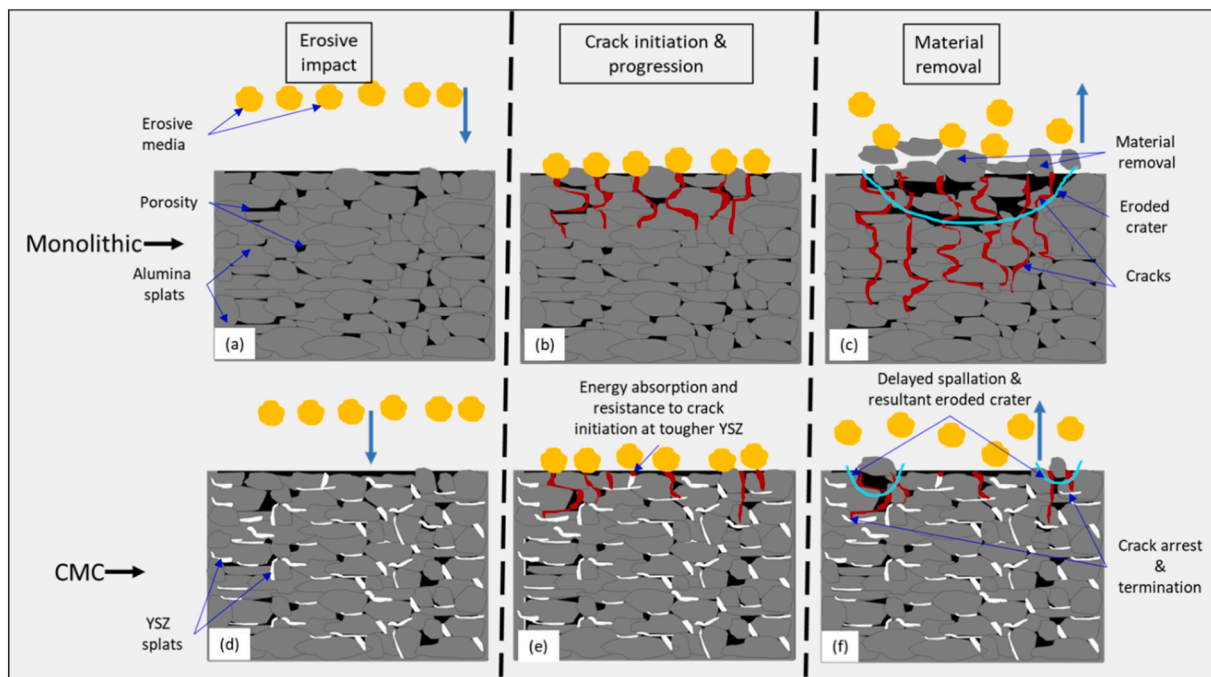 Erosive
impact
Crack initiation &
progression
Material
removal
Erosive
media
Porosity
Monolithic
Alumina
splats
Material
removal
Eroded
crater
Cracks
(a)
(b)
(c)
Energy absorption and
resistance to crack
initiation at tougher YSZ
Delayed spallation &
resultant eroded crater
CMC
YSZ
splats
Crack arrest
&
termination
(d)
(e)
(f)